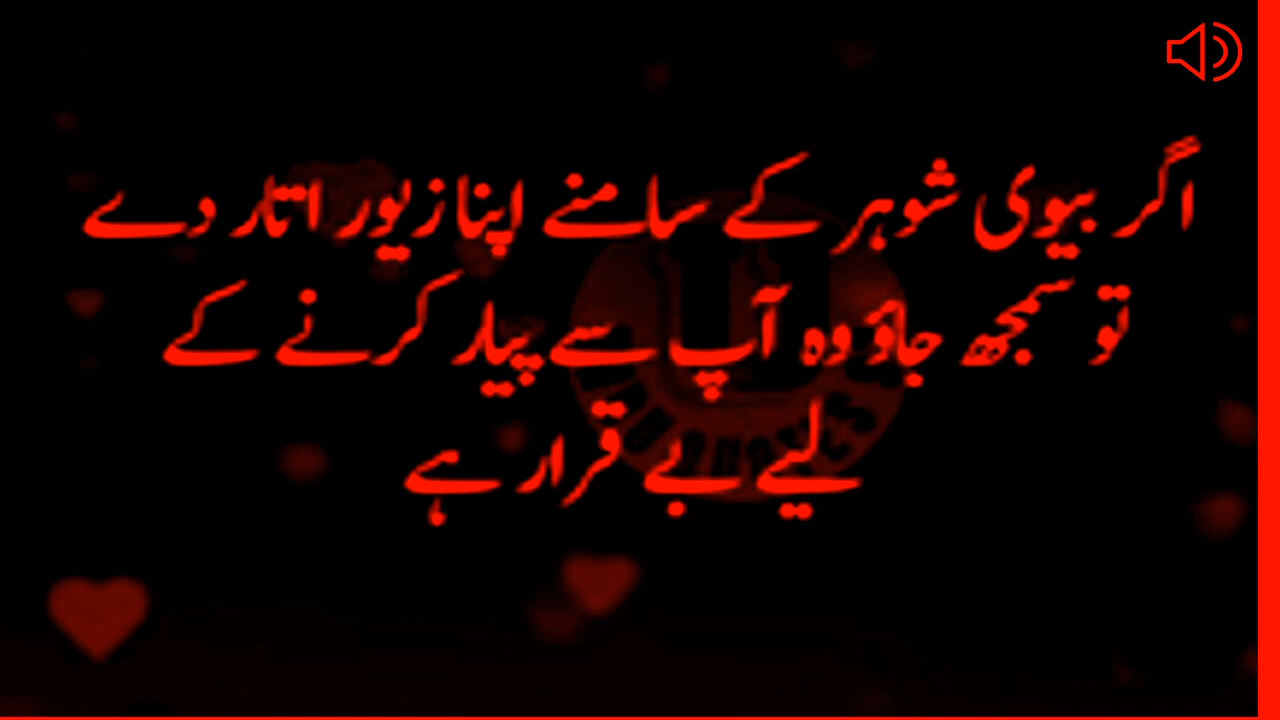 اگر بیوی شوہر کے سامنے اپنا زیور اتار دے
تو سمجھ جاؤ وہ آپ سے پیار کرنے کے
لیے بے قرار ہے